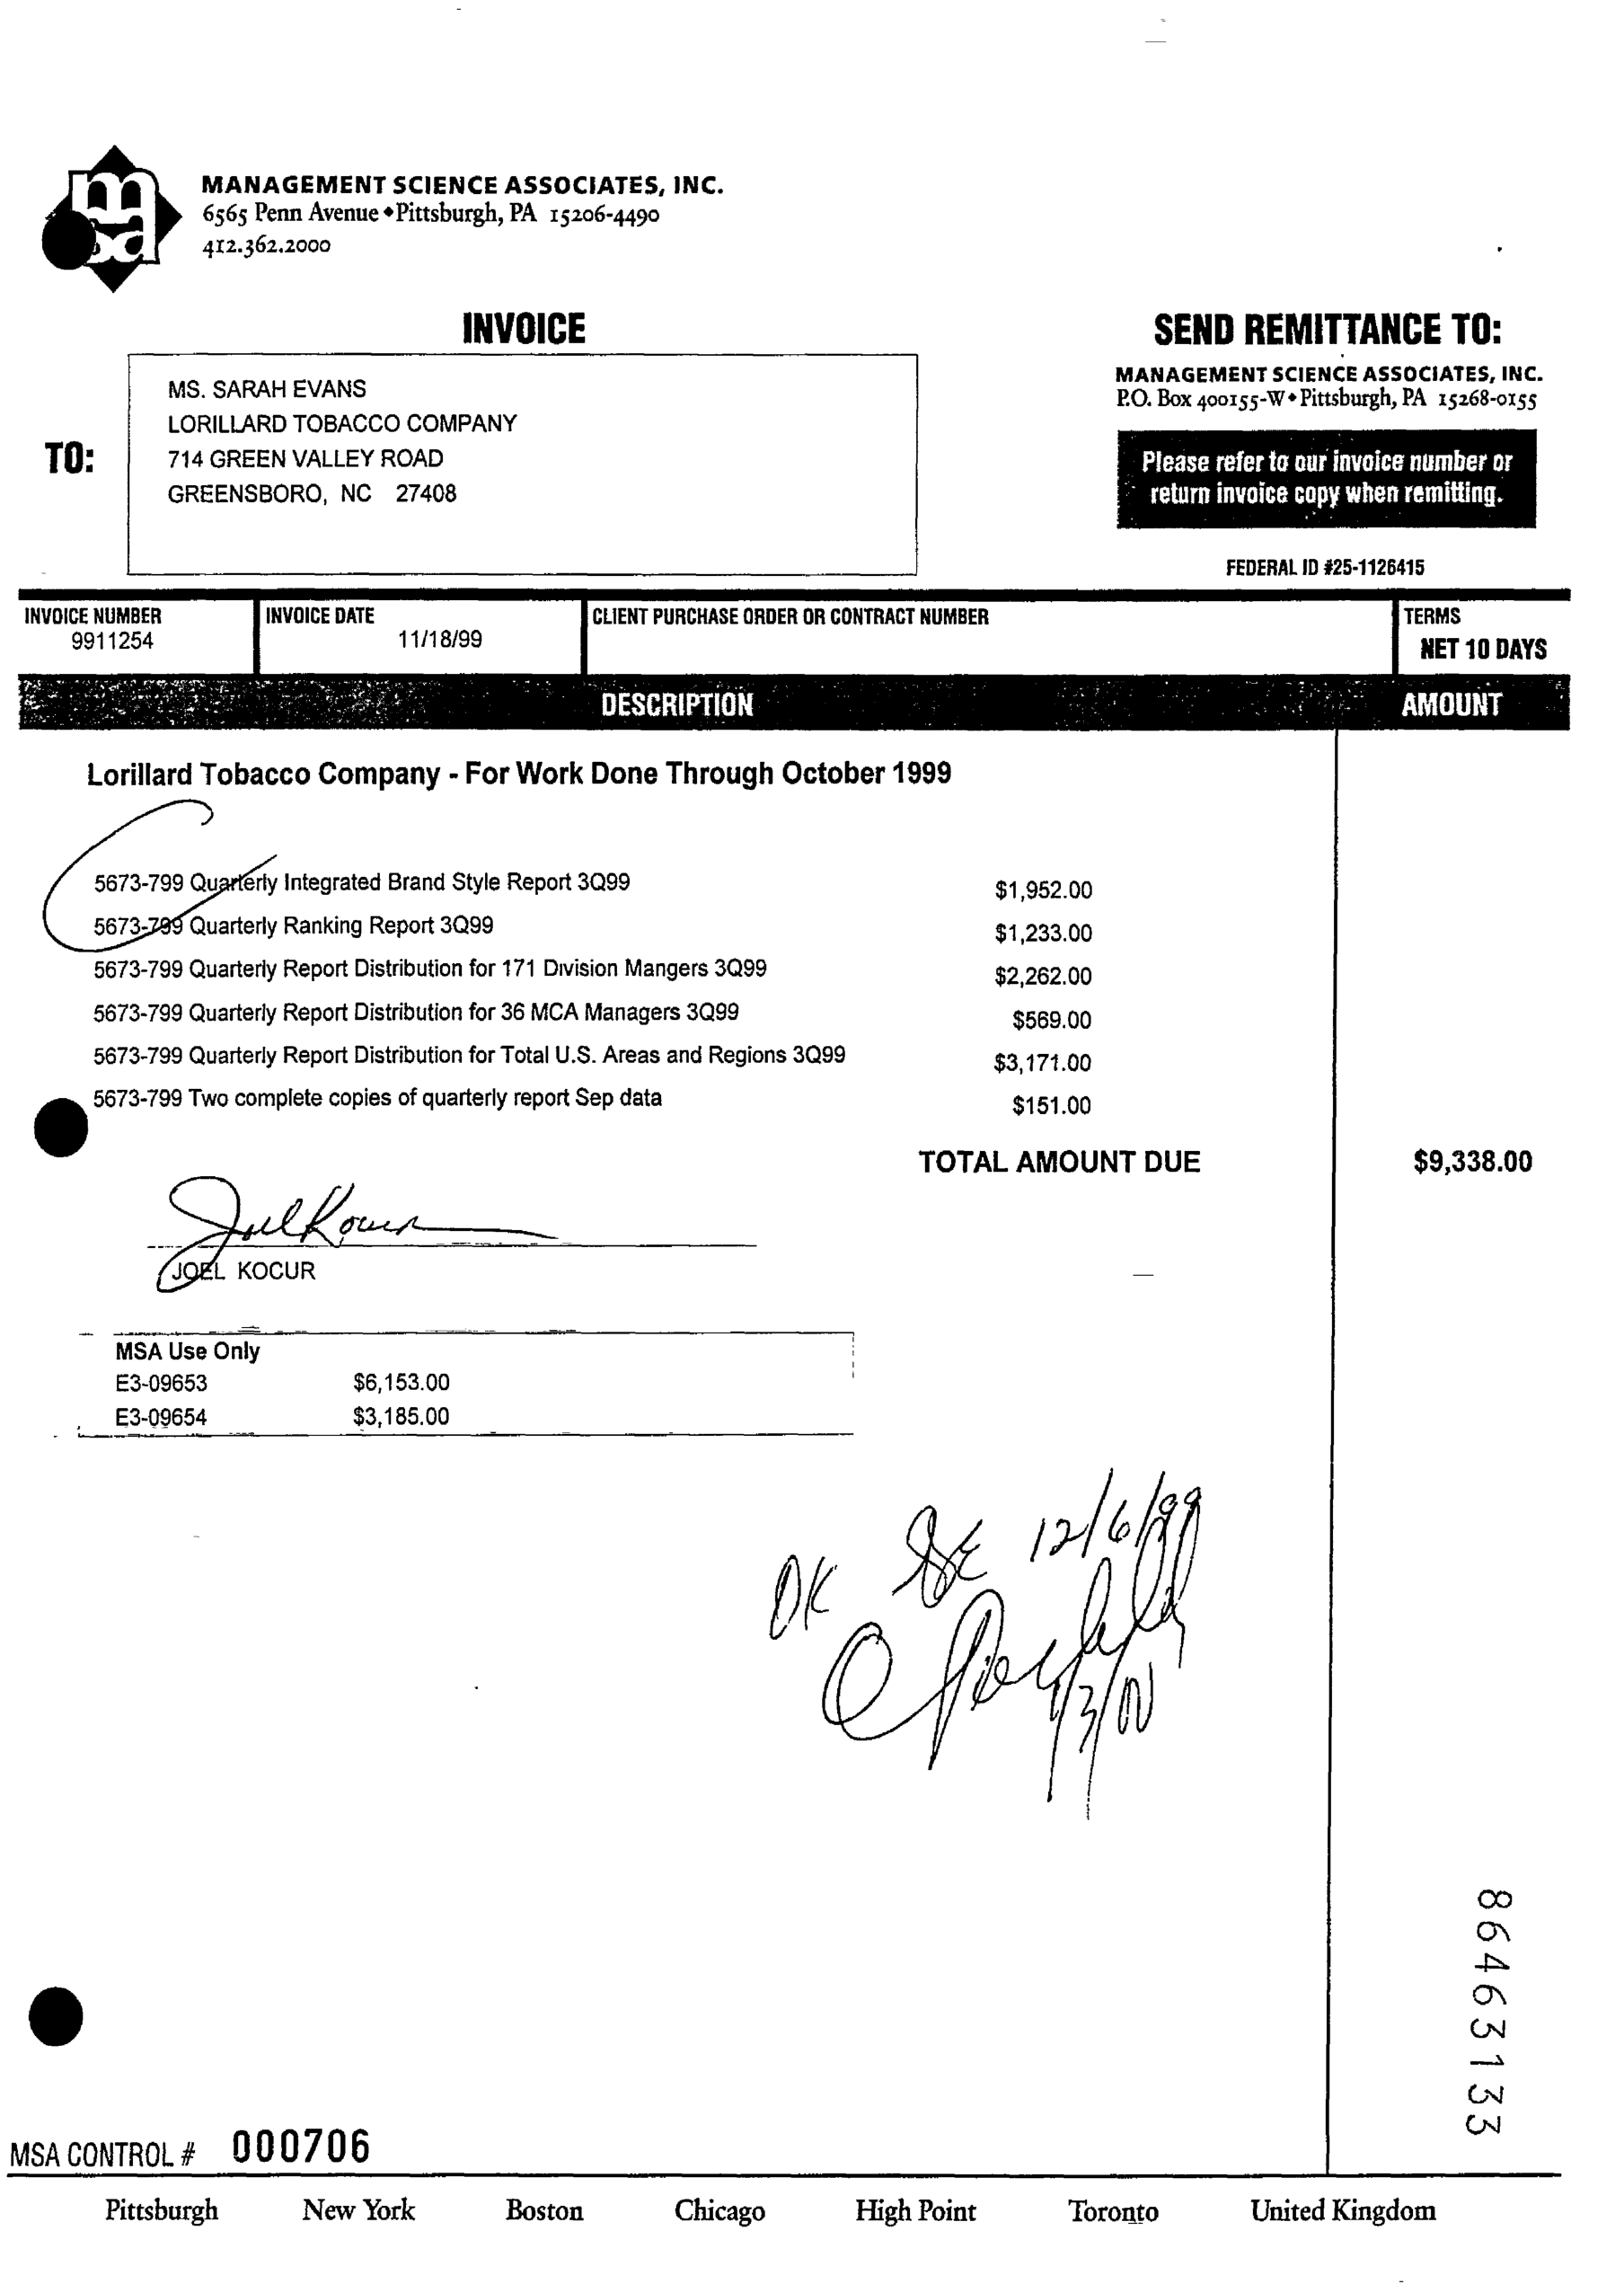 msa
MANAGEMENT SCIENCE ASSOCIATES, INC.
6565 Penn Avenue ◆ Pittsburgh, PA 15206-4490
412.362.2000
INVOICE
TO:
MS. SARAH EVANS
LORILLARD TOBACCO COMPANY
714 GREEN VALLEY ROAD
GREENSBORO, NC 27408
SEND REMITTANCE TO:
MANAGEMENT SCIENCE ASSOCIATES, INC.
P.O. Box 400155-W ◆ Pittsburgh, PA 15268-0155
Please refer to our invoice number or
return invoice copy when remitting.
FEDERAL ID #25-1126415
INVOICE NUMBER INVOICE DATE CLIENT PURCHASE ORDER OR CONTRACT NUMBER TERMS
9911254 11/18/99 NET 10 DAYS
DESCRIPTION AMOUNT
Lorillard Tobacco Company - For Work Done Through October 1999
5673-799 Quarterly Integrated Brand Style Report 3Q99 $1,952.00
5673-799 Quarterly Ranking Report 3Q99 $1,233.00
5673-799 Quarterly Report Distribution for 171 Division Mangers 3Q99 $2,262.00
5673-799 Quarterly Report Distribution for 36 MCA Managers 3Q99 $569.00
5673-799 Quarterly Report Distribution for Total U.S. Areas and Regions 3Q99 $3,171.00
5673-799 Two complete copies of quarterly report Sep data $151.00
TOTAL AMOUNT DUE $9,338.00
Joel Kocur
JOEL KOCUR
MSA Use Only
E3-09653 $6,153.00
E3-09654 $3,185.00
OK SE 12/6/99
1/3/00
86463133
MSA CONTROL # 000706
Pittsburgh New York Boston Chicago High Point Toronto United Kingdom